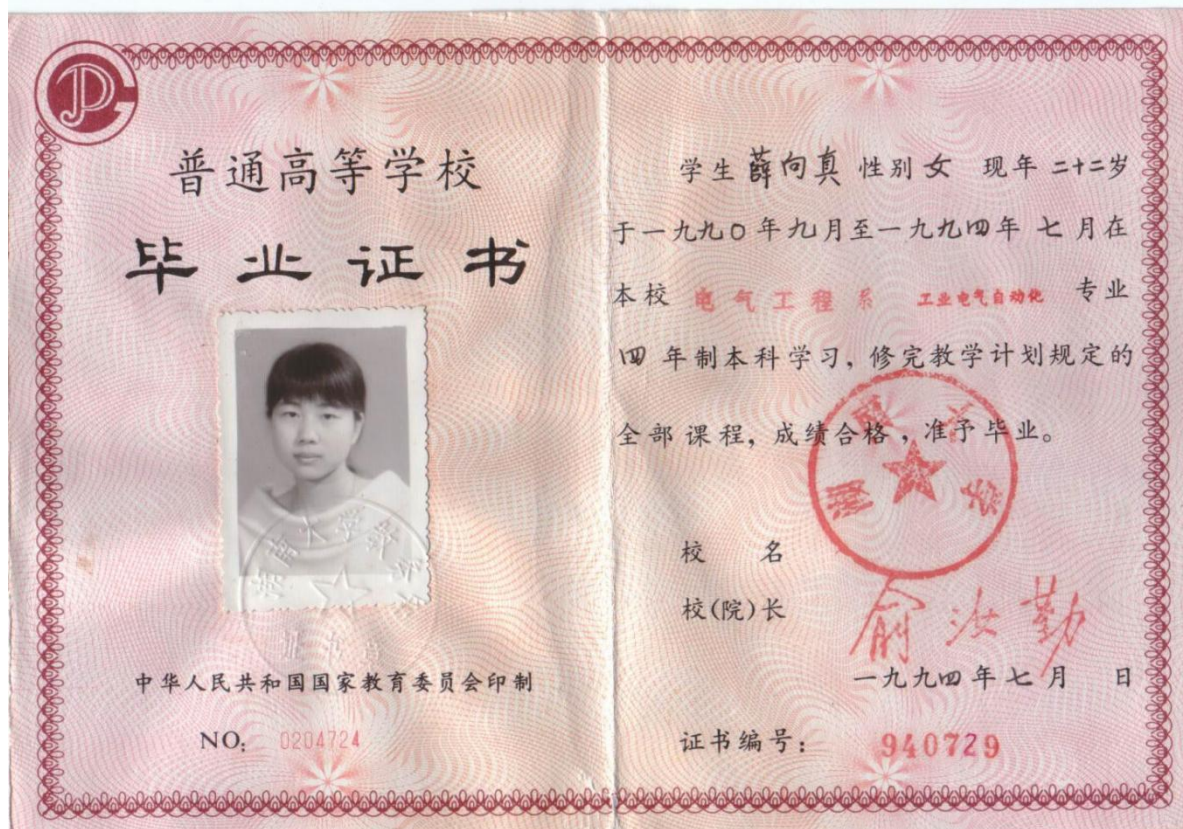 普通高等学校
毕业证书
中华人民共和国国家教育委员会印制
NO: 0204724
学生 薛向真 性别 女 现年 二十二岁
于一九九〇年九月至一九九四年 七 月在
本校 电气工程系 工业电气自动化 专业
四 年制本科学习，修完教学计划规定的
全部课程，成绩合格，准予毕业。
湖南大学
校 名
校(院)长 俞汝勤
一九九四年七月 日
证书编号： 940729